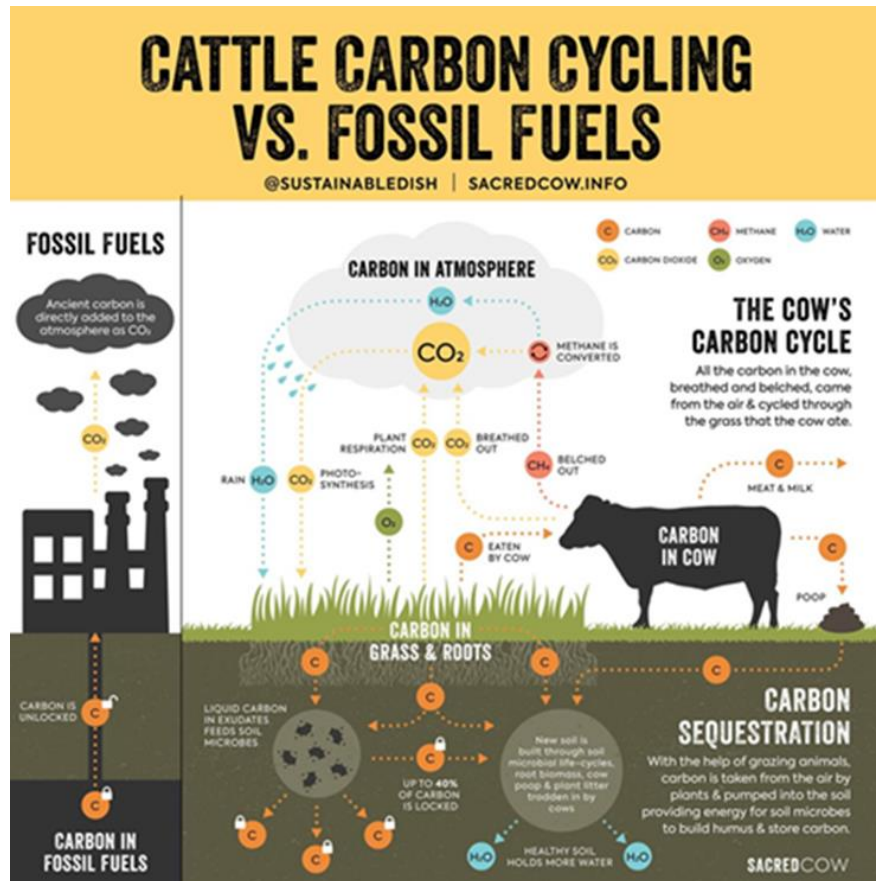 CATTLE CARBON CYCLING
VS. FOSSIL FUELS
@SUSTAINABLEDISH | SACREDCOW.INFO
FOSSIL FUELS
Ancient carbon is
directly added to the
atmosphere as CO₂
CO₂
CARBON IS
UNLOCKED
C
C
CARBON IN
FOSSIL FUELS
C CARBON
CH₄ METHANE
H₂O WATER
CO₂ CARBON DIOXIDE
O₂ OXYGEN
CARBON IN ATMOSPHERE
H₂O
CO₂
METHANE IS
CONVERTED
THE COW'S
CARBON CYCLE
All the carbon in the cow,
breathed and belched, came
from the air & cycled through
the grass that the cow ate.
RAIN H₂O
CO₂ PHOTO-
SYNTHESIS
O₂
PLANT
RESPIRATION
CO₂
CO₂ BREATHED
OUT
CH₄ BELCHED
OUT
C EATEN
BY COW
C
MEAT & MILK
CARBON
IN COW
C
POOP
CARBON IN
GRASS & ROOTS
C
C
C
C
LIQUID CARBON
IN EXUDATES
FEEDS SOIL
MICROBES
C
UP TO 40%
OF CARBON
IS LOCKED
C
C
C
New soil is
built through soil
microbial life-cycles,
root biomass, cow
poop & plant litter
trodden in by
cows
H₂O
HEALTHY SOIL
HOLDS MORE WATER
H₂O
CARBON
SEQUESTRATION
With the help of grazing animals,
carbon is taken from the air by
plants & pumped into the soil
providing energy for soil microbes
to build humus & store carbon.
SACREDCOW